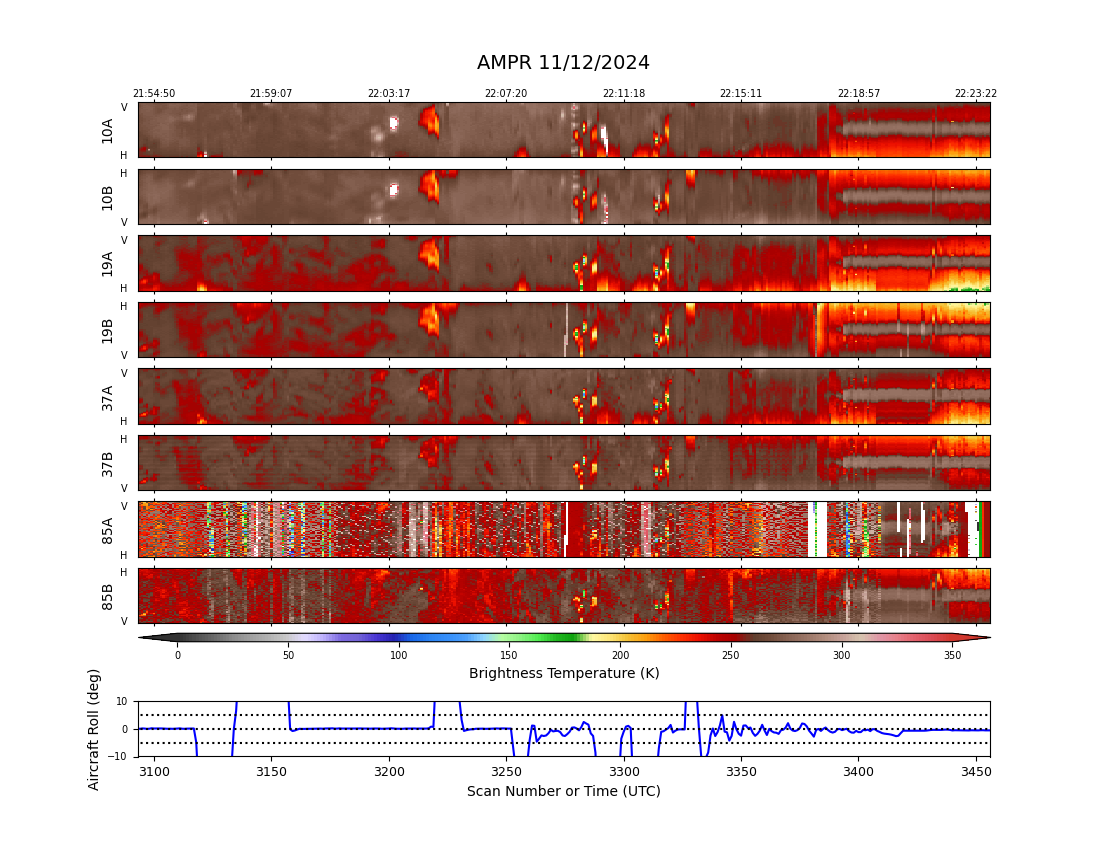 AMPR 11/12/2024
21:54:50 21:59:07 22:03:17 22:07:20 22:11:18 22:15:11 22:18:57 22:23:22
V
10A
H
H
10B
V
V
19A
H
H
19B
V
V
37A
H
H
37B
V
V
85A
H
H
85B
V
0 50 100 150 200 250 300 350
Brightness Temperature (K)
Aircraft Roll (deg)
10
0
−10
3100 3150 3200 3250 3300 3350 3400 3450
Scan Number or Time (UTC)